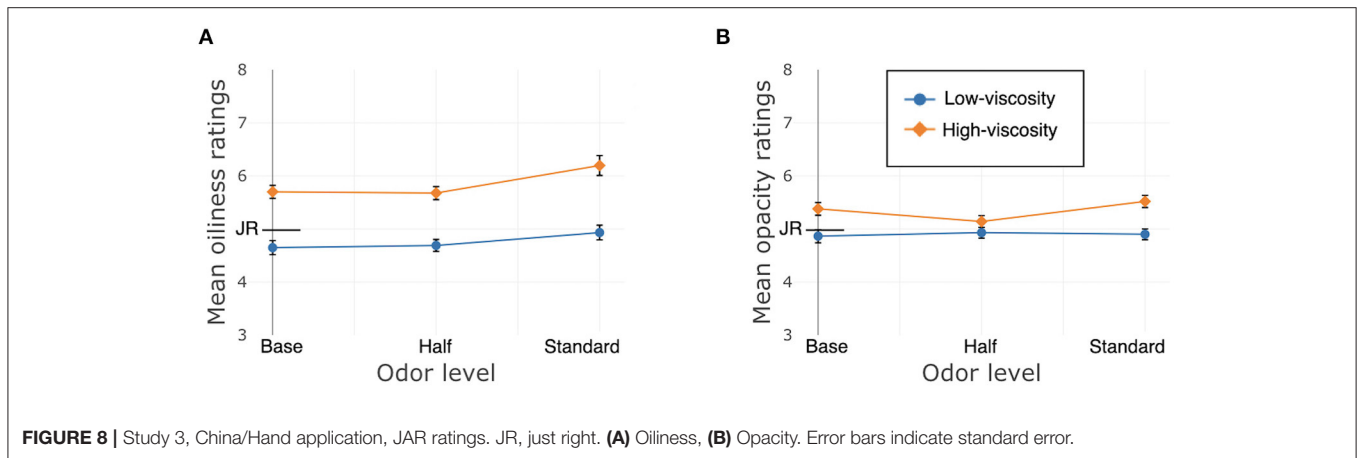 A
Mean oiliness ratings
8
7
6
JR
4
3
Base Half Standard
Odor level
B
Mean opacity ratings
8
7
6
JR
4
3
Low-viscosity
High-viscosity
Base Half Standard
Odor level
FIGURE 8 | Study 3, China/Hand application, JAR ratings. JR, just right. (A) Oiliness, (B) Opacity. Error bars indicate standard error.